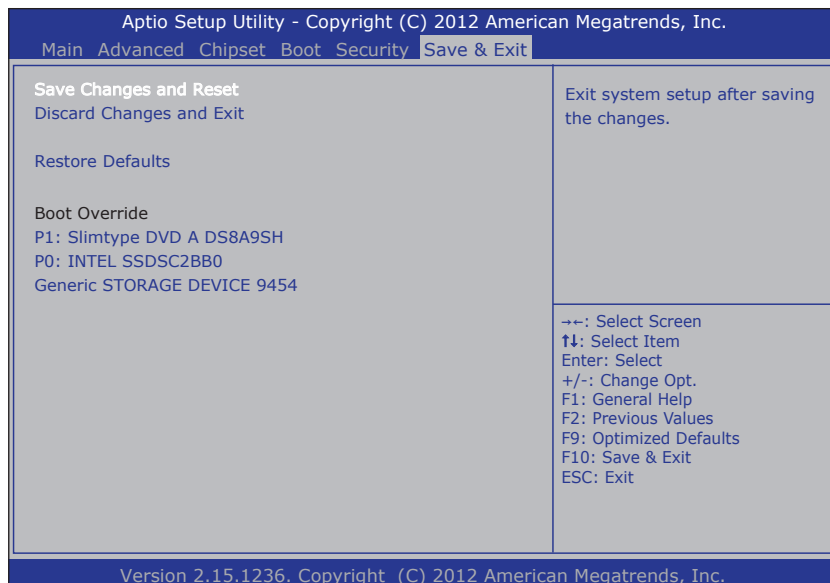 Aptio Setup Utility - Copyright (C) 2012 American Megatrends, Inc.
Main Advanced Chipset Boot Security Save & Exit
Save Changes and Reset
Discard Changes and Exit
Restore Defaults
Boot Override
P1: Slimtype DVD A DS8A9SH
P0: INTEL SSDSC2BB0
Generic STORAGE DEVICE 9454
Exit system setup after saving
the changes.
→←: Select Screen
↑↓: Select Item
Enter: Select
+/-: Change Opt.
F1: General Help
F2: Previous Values
F9: Optimized Defaults
F10: Save & Exit
ESC: Exit
Version 2.15.1236. Copyright (C) 2012 American Megatrends, Inc.